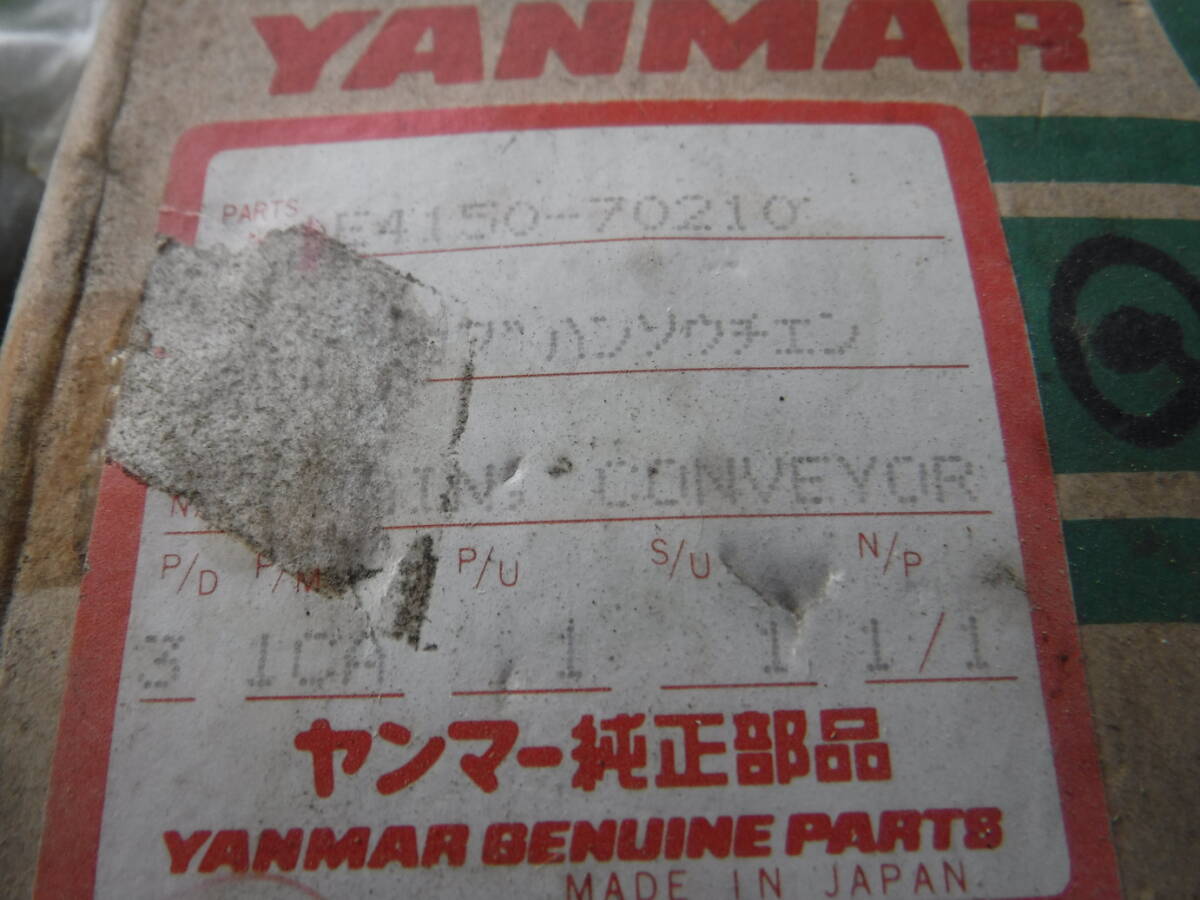 YANMAR
PARTS
E4150-70210
ハンソウチエン
CONVEYOR
P/D P/M P/U S/U N/P
3 1CA 1 1 1/1
ヤンマー純正部品
YANMAR GENUINE PARTS
MADE IN JAPAN